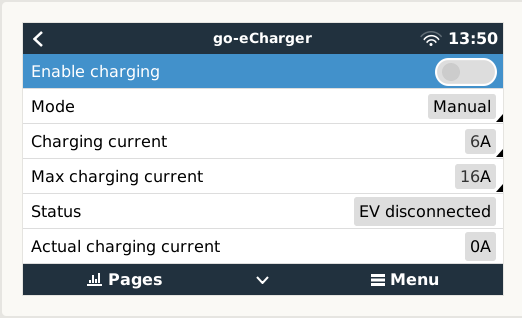 go-eCharger 13:50
Enable charging
Mode Manual
Charging current 6A
Max charging current 16A
Status EV disconnected
Actual charging current 0A
Pages Menu